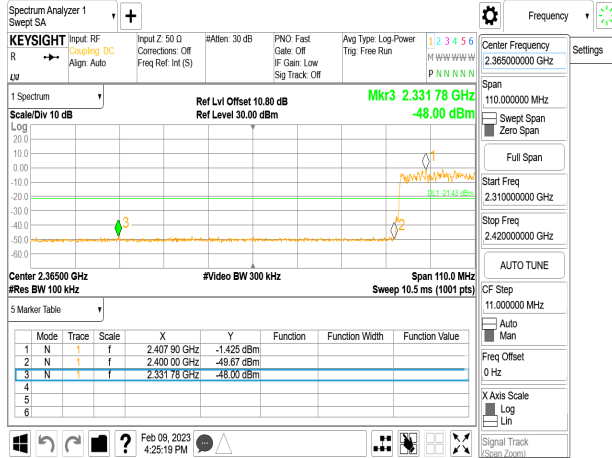 Spectrum Analyzer 1
Swept SA
Frequency
KEYSIGHT
R
Input: RF
Coupling: DC
Align: Auto
Input Z: 50 Ω
Corrections: Off
Freq Ref: Int (S)
#Atten: 30 dB
PNO: Fast
Gate: Off
IF Gain: Low
Sig Track: Off
Avg Type: Log-Power
Trig: Free Run
1 2 3 4 5 6
M W W W W W
P N N N N N
Center Frequency
2.365000000 GHz
Settings
Span
110.000000 MHz
Swept Span
Zero Span
Full Span
Start Freq
2.310000000 GHz
Stop Freq
2.420000000 GHz
AUTO TUNE
CF Step
11.000000 MHz
Auto
Man
Freq Offset
0 Hz
X Axis Scale
Log
Lin
Signal Track
(Span Zoom)
1 Spectrum
Scale/Div 10 dB
Ref Lvl Offset 10.80 dB
Ref Level 30.00 dBm
Mkr3 2.331 78 GHz
-48.00 dBm
Log
20.0
10.0
0.00
-10.0
-20.0
-30.0
-40.0
-50.0
-60.0
1
DL1 -21.43 dBm
3
2
Center 2.36500 GHz
#Res BW 100 kHz
#Video BW 300 kHz
Span 110.0 MHz
Sweep 10.5 ms (1001 pts)
5 Marker Table
Mode Trace Scale X Y Function Function Width Function Value
1 N 1 f 2.407 90 GHz -1.425 dBm
2 N 1 f 2.400 00 GHz -49.67 dBm
3 N 1 f 2.331 78 GHz -48.00 dBm
4
5
6
?
Feb 09, 2023
4:25:19 PM